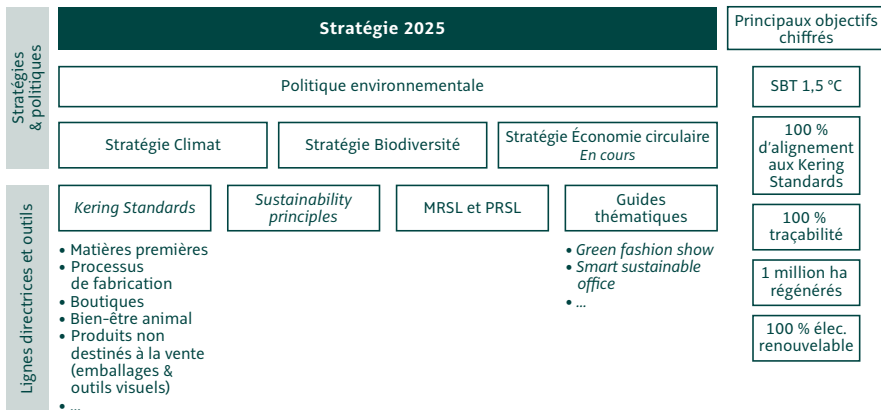 Stratégies
& politiques
Stratégie 2025
Politique environnementale
Stratégie Climat
Stratégie Biodiversité
Stratégie Économie circulaire
En cours
Lignes directrices et outils
Kering Standards
• Matières premières
• Processus
de fabrication
• Boutiques
• Bien-être animal
• Produits non
destinés à la vente
(emballages &
outils visuels)
• ...
Sustainability
principles
MRSL et PRSL
Guides
thématiques
• Green fashion show
• Smart sustainable
office
• ...
Principaux objectifs
chiffrés
SBT 1,5 °C
100 %
d'alignement
aux Kering
Standards
100 %
traçabilité
1 million ha
régénérés
100 % élec.
renouvelable